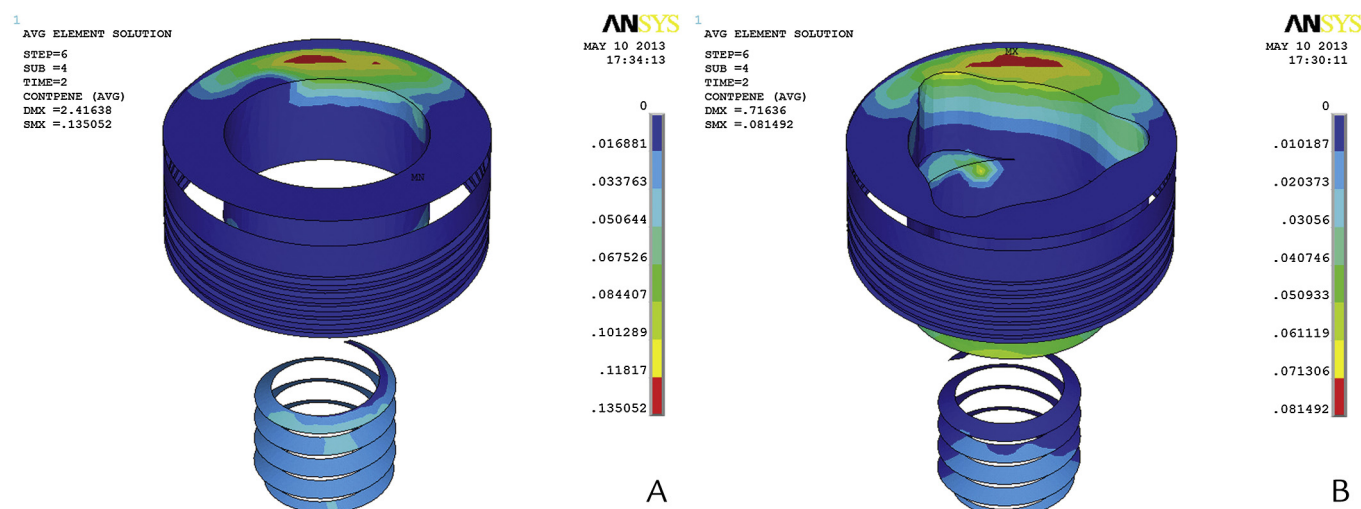 1
AVG ELEMENT SOLUTION
STEP=6
SUB =4
TIME=2
CONTPENE (AVG)
DMX =2.41638
SMX =.135052
ANSYS
MAY 10 2013
17:34:13
0
.016881
.033763
.050644
.067526
.084407
.101289
.11817
.135052
MN
A
1
AVG ELEMENT SOLUTION
STEP=6
SUB =4
TIME=2
CONTPENE (AVG)
DMX =.71636
SMX =.081492
ANSYS
MAY 10 2013
17:30:11
0
.010187
.020373
.03056
.040746
.050933
.061119
.071306
.081492
MX
B